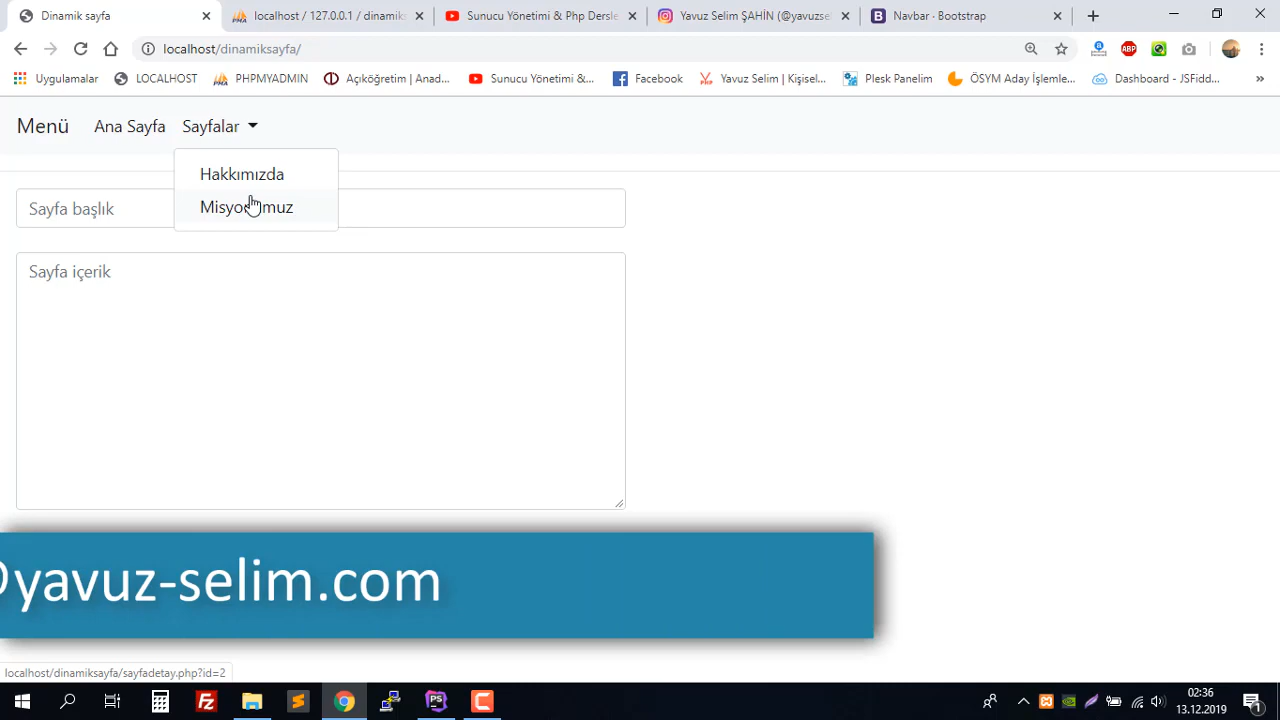 Dinamik sayfa
localhost / 127.0.0.1 / dinamiks
Sunucu Yönetimi & Php Dersle
Yavuz Selim ŞAHİN (@yavuzse
Navbar · Bootstrap
localhost/dinamiksayfa/
Uygulamalar
LOCALHOST
PHPMYADMIN
Açıköğretim | Anad...
Sunucu Yönetimi &...
Facebook
Yavuz Selim | Kişisel...
Plesk Panelim
ÖSYM Aday İşlemle...
Dashboard - JSFidd...
»
Menü
Ana Sayfa
Sayfalar
Hakkımızda
Misyonumuz
Sayfa başlık
Sayfa içerik
@yavuz-selim.com
localhost/dinamiksayfa/sayfadetay.php?id=2
02:36
13.12.2019